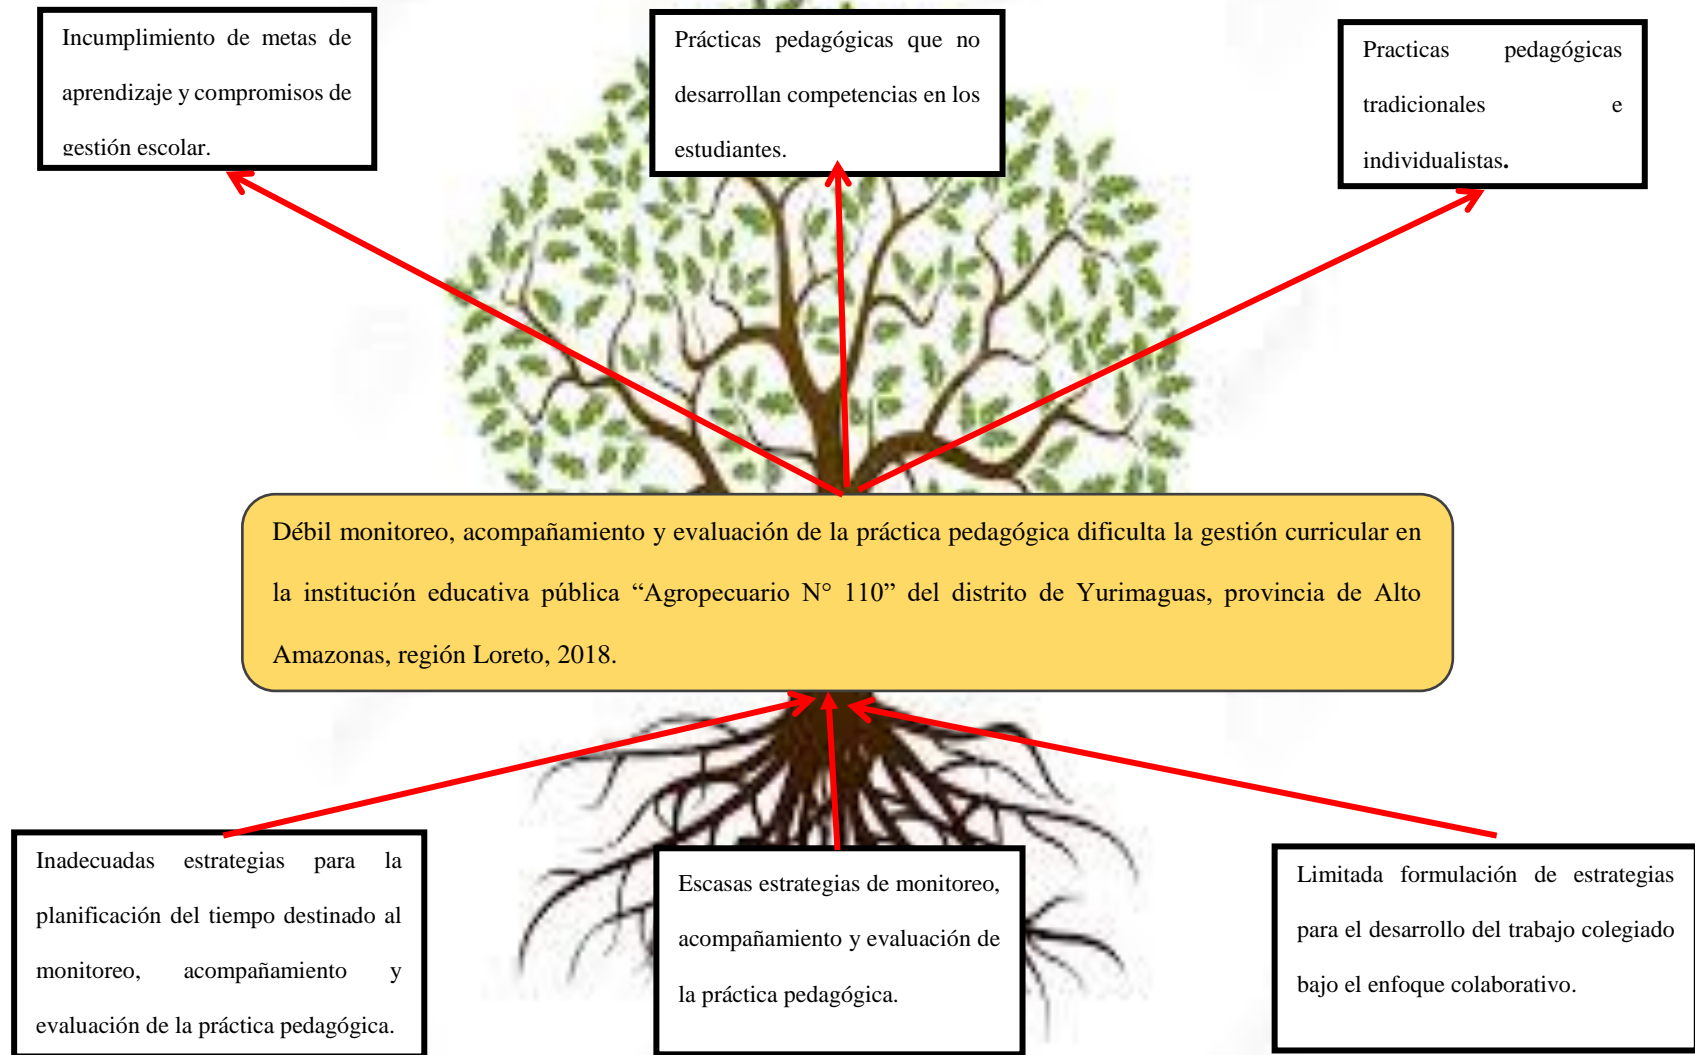 Incumplimiento de metas de
aprendizaje y compromisos de
gestión escolar.
Prácticas pedagógicas que no
desarrollan competencias en los
estudiantes.
Practicas pedagógicas
tradicionales e
individualistas.
Débil monitoreo, acompañamiento y evaluación de la práctica pedagógica dificulta la gestión curricular en
la institución educativa pública “Agropecuario N° 110” del distrito de Yurimaguas, provincia de Alto
Amazonas, región Loreto, 2018.
Inadecuadas estrategias para la
planificación del tiempo destinado al
monitoreo, acompañamiento y
evaluación de la práctica pedagógica.
Escasas estrategias de monitoreo,
acompañamiento y evaluación de
la práctica pedagógica.
Limitada formulación de estrategias
para el desarrollo del trabajo colegiado
bajo el enfoque colaborativo.